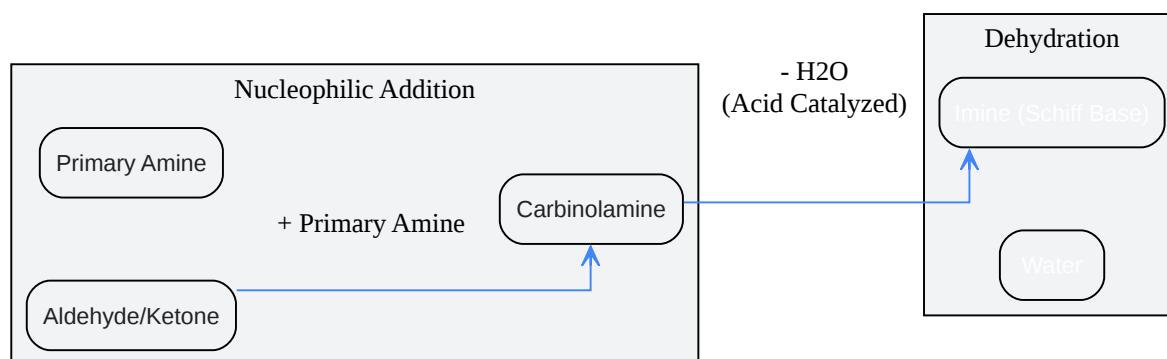 Nucleophilic Addition
Primary Amine
+ Primary Amine
Carbinolamine
Aldehyde/Ketone
- H2O
(Acid Catalyzed)
Dehydration
Imine (Schiff Base)
Water